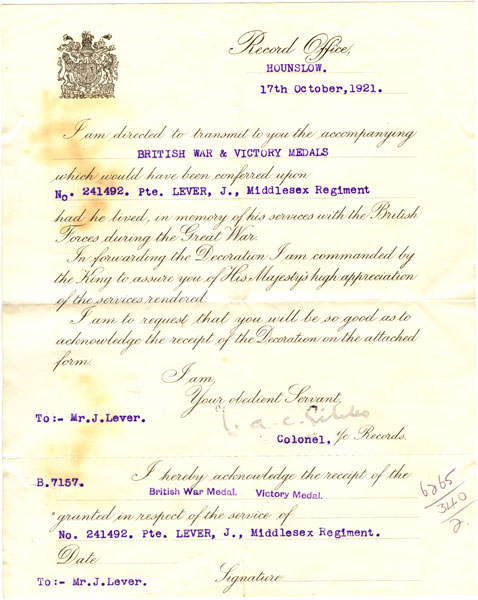 Record Office,
HOUNSLOW.
17th October, 1921.
I am directed to transmit to you the accompanying
BRITISH WAR & VICTORY MEDALS
which would have been conferred upon
No. 241492. Pte. LEVER, J., Middlesex Regiment
had he lived, in memory of his services with the British
Forces during the Great War.
In forwarding the Decoration I am commanded by
the King to assure you of His Majesty's high appreciation
of the services rendered.
I am to request that you will be so good as to
acknowledge the receipt of the Decoration on the attached
form.
I am,
Your obedient Servant,
To:- Mr.J.Lever.
Colonel, i/c Records.
B.7157. I hereby acknowledge the receipt of the
British War Medal. Victory Medal.
granted in respect of the service of
No. 241492. Pte. LEVER, J., Middlesex Regiment.
Date
To:- Mr.J.Lever. Signature
6265
340
2.